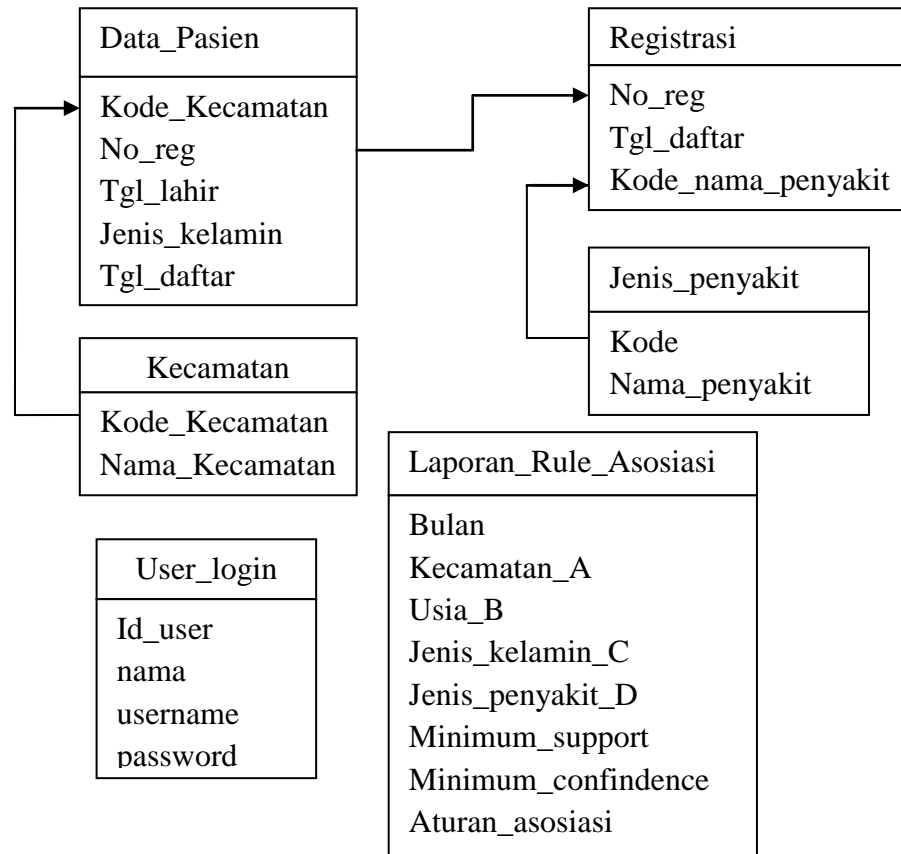 Data_Pasien
Kode_Kecamatan
No_reg
Tgl_lahir
Jenis_kelamin
Tgl_daftar
Registrasi
No_reg
Tgl_daftar
Kode_nama_penyakit
Jenis_penyakit
Kode
Nama_penyakit
Kecamatan
Kode_Kecamatan
Nama_Kecamatan
Laporan_Rule_Asosiasi
Bulan
Kecamatan_A
Usia_B
Jenis_kelamin_C
Jenis_penyakit_D
Minimum_support
Minimum_confindence
Aturan_asosiasi
User_login
Id_user
nama
username
password